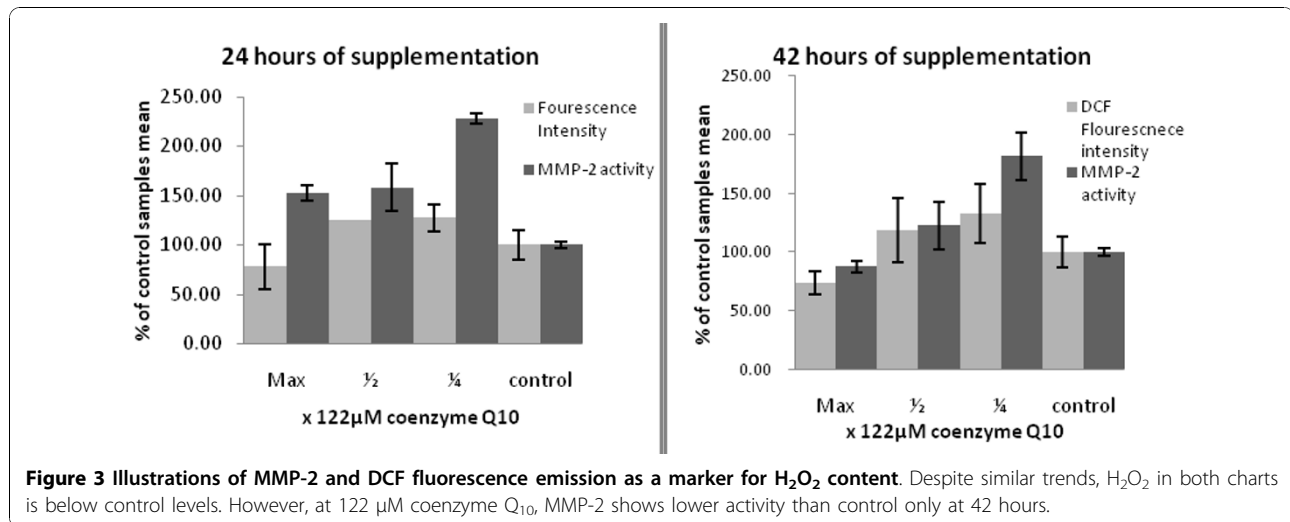 24 hours of supplementation
% of control samples mean
250.00
200.00
150.00
100.00
50.00
0.00
Fourescence
Intensity
MMP-2 activity
Max ½ ¼ control
x 122µM coenzyme Q10
42 hours of supplementation
% of control samples mean
250.00
200.00
150.00
100.00
50.00
0.00
DCF
Flourescnece
intensity
MMP-2
activity
Max ½ ¼ control
x 122µM coenzyme Q10
Figure 3 Illustrations of MMP-2 and DCF fluorescence emission as a marker for H₂O₂ content. Despite similar trends, H₂O₂ in both charts
is below control levels. However, at 122 μM coenzyme Q₁₀, MMP-2 shows lower activity than control only at 42 hours.